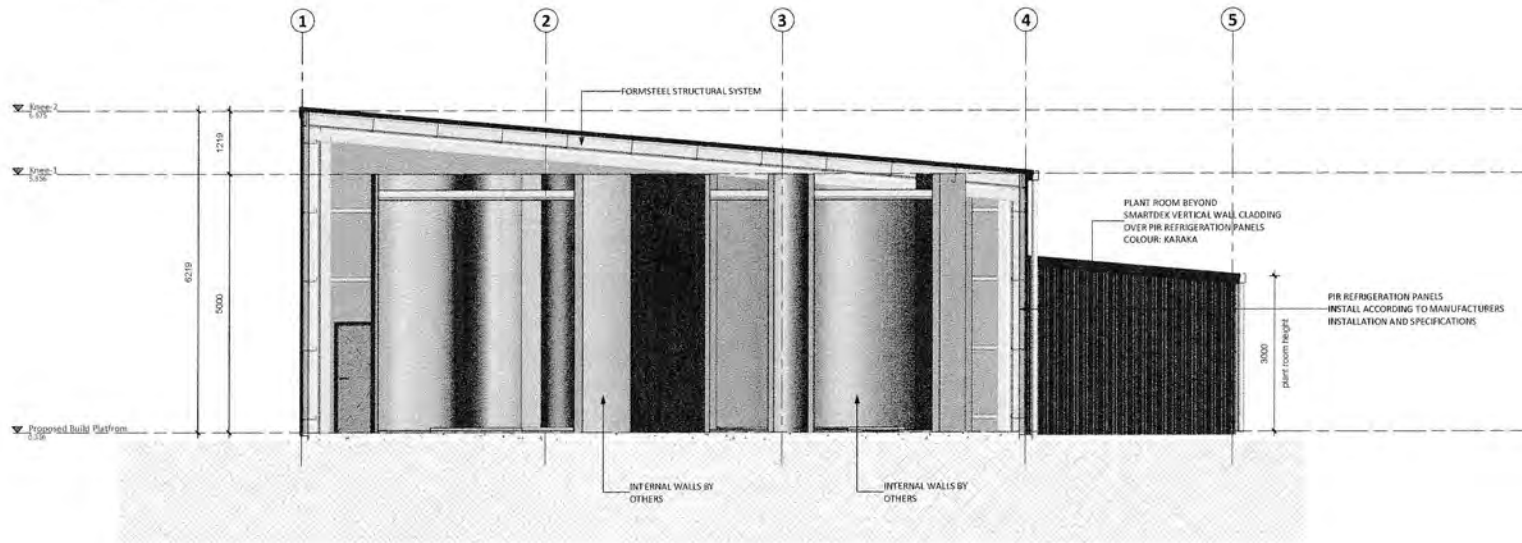 1
2
3
4
5
FORMSTEEL STRUCTURAL SYSTEM
Knee-2
1219
Knee-1
PLANT ROOM BEYOND
SMARTDEK VERTICAL WALL CLADDING
OVER PIR REFRIGERATION PANELS
COLOUR: KARAKA
6219
5000
PIR REFRIGERATION PANELS
INSTALL ACCORDING TO MANUFACTURERS
INSTALLATION AND SPECIFICATIONS
3000
plant room height
Proposed Build Platfrom
INTERNAL WALLS BY
OTHERS
INTERNAL WALLS BY
OTHERS